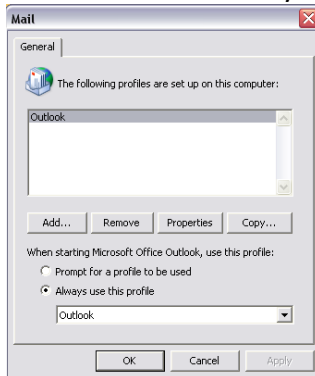 Mail
General
The following profiles are set up on this computer:
Outlook
Add... Remove Properties Copy...
When starting Microsoft Office Outlook, use this profile:
Prompt for a profile to be used
Always use this profile
Outlook
OK Cancel Apply